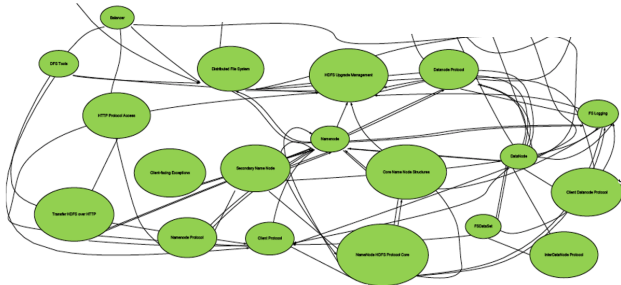 Balancer
DFS Tools
Distributed File System
HDFS Upgrade Management
Datanode Protocol
HTTP Protocol Access
FS Logging
Namenode
DataNode
Client-facing Exceptions
Secondary Name Node
Core Name Node Structures
Client Datanode Protocol
Transfer HDFS over HTTP
Namenode Protocol
Client Protocol
FSDataSet
NameNode HDFS Protocol Core
InterDataNode Protocol